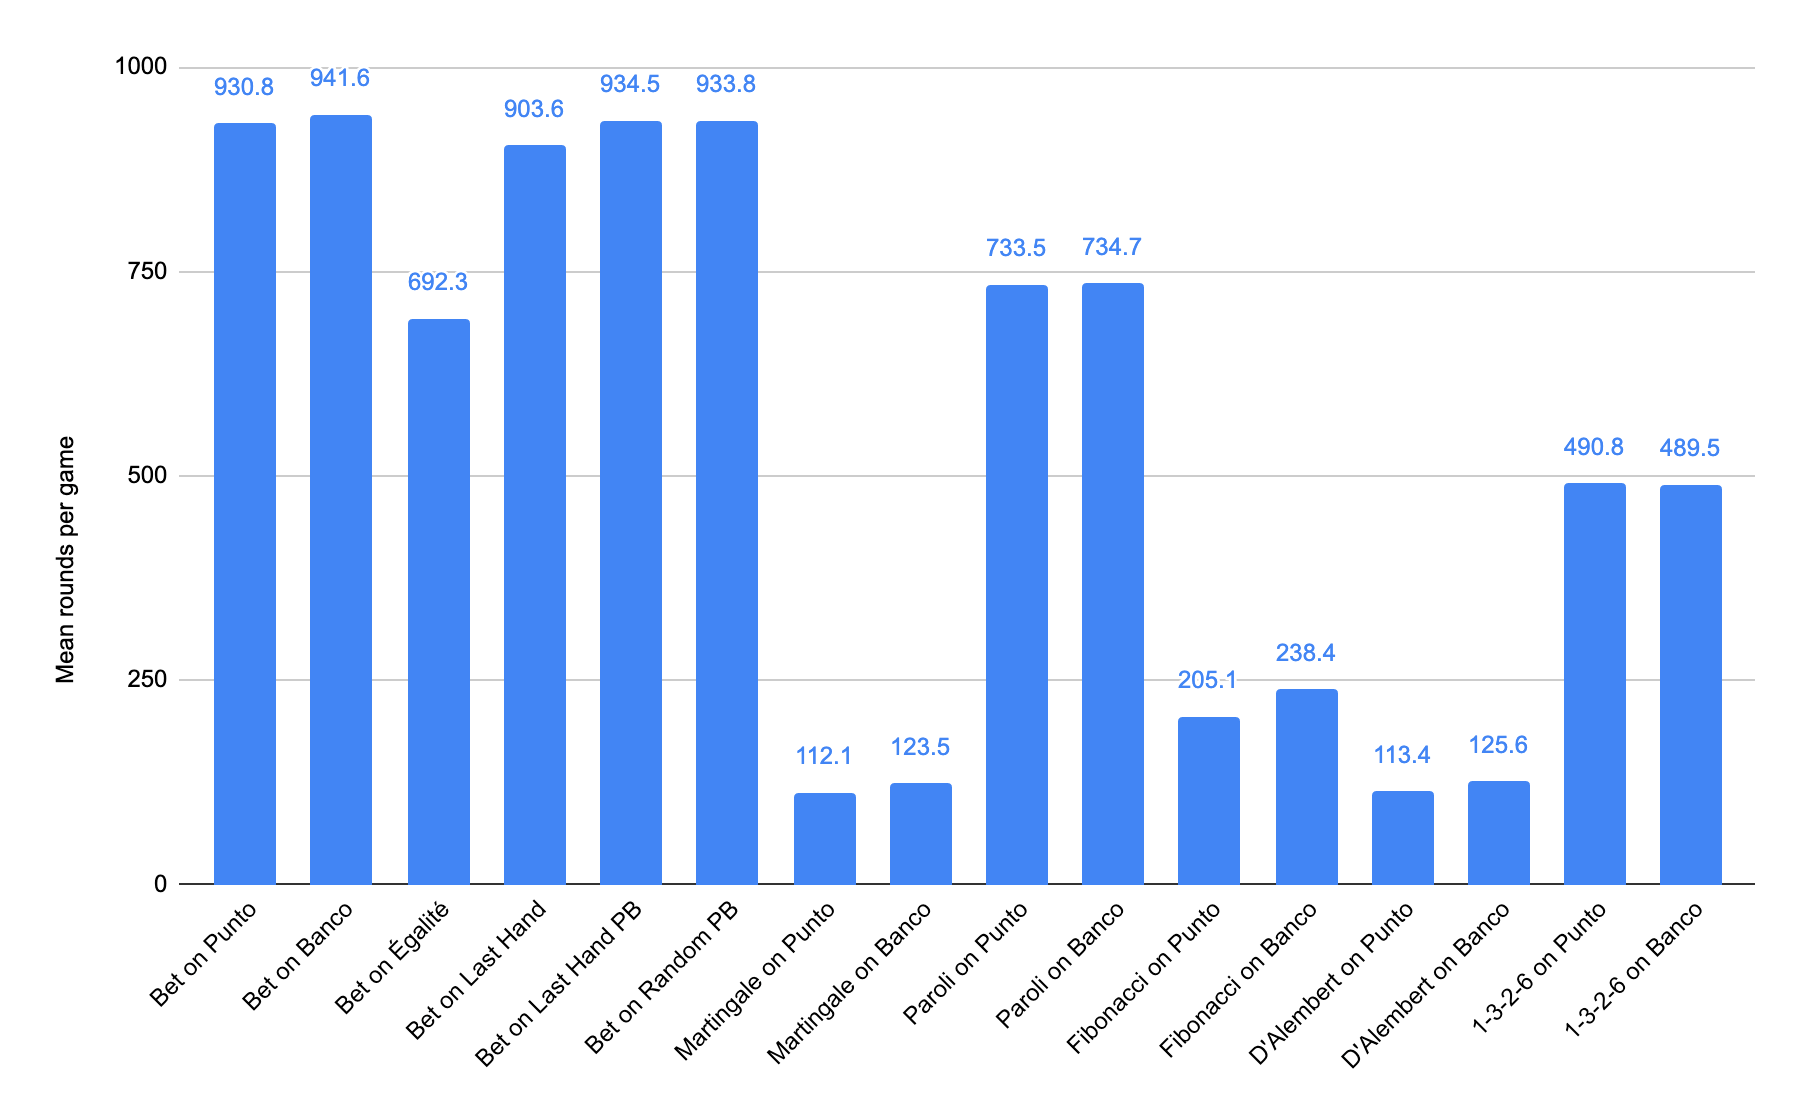 Mean rounds per game
1000
750
500
250
0
930.8
941.6
692.3
903.6
934.5
933.8
112.1
123.5
733.5
734.7
205.1
238.4
113.4
125.6
490.8
489.5
Bet on Punto
Bet on Banco
Bet on Égalité
Bet on Last Hand
Bet on Last Hand PB
Bet on Random PB
Martingale on Punto
Martingale on Banco
Paroli on Punto
Paroli on Banco
Fibonacci on Punto
Fibonacci on Banco
D'Alembert on Punto
D'Alembert on Banco
1-3-2-6 on Punto
1-3-2-6 on Banco